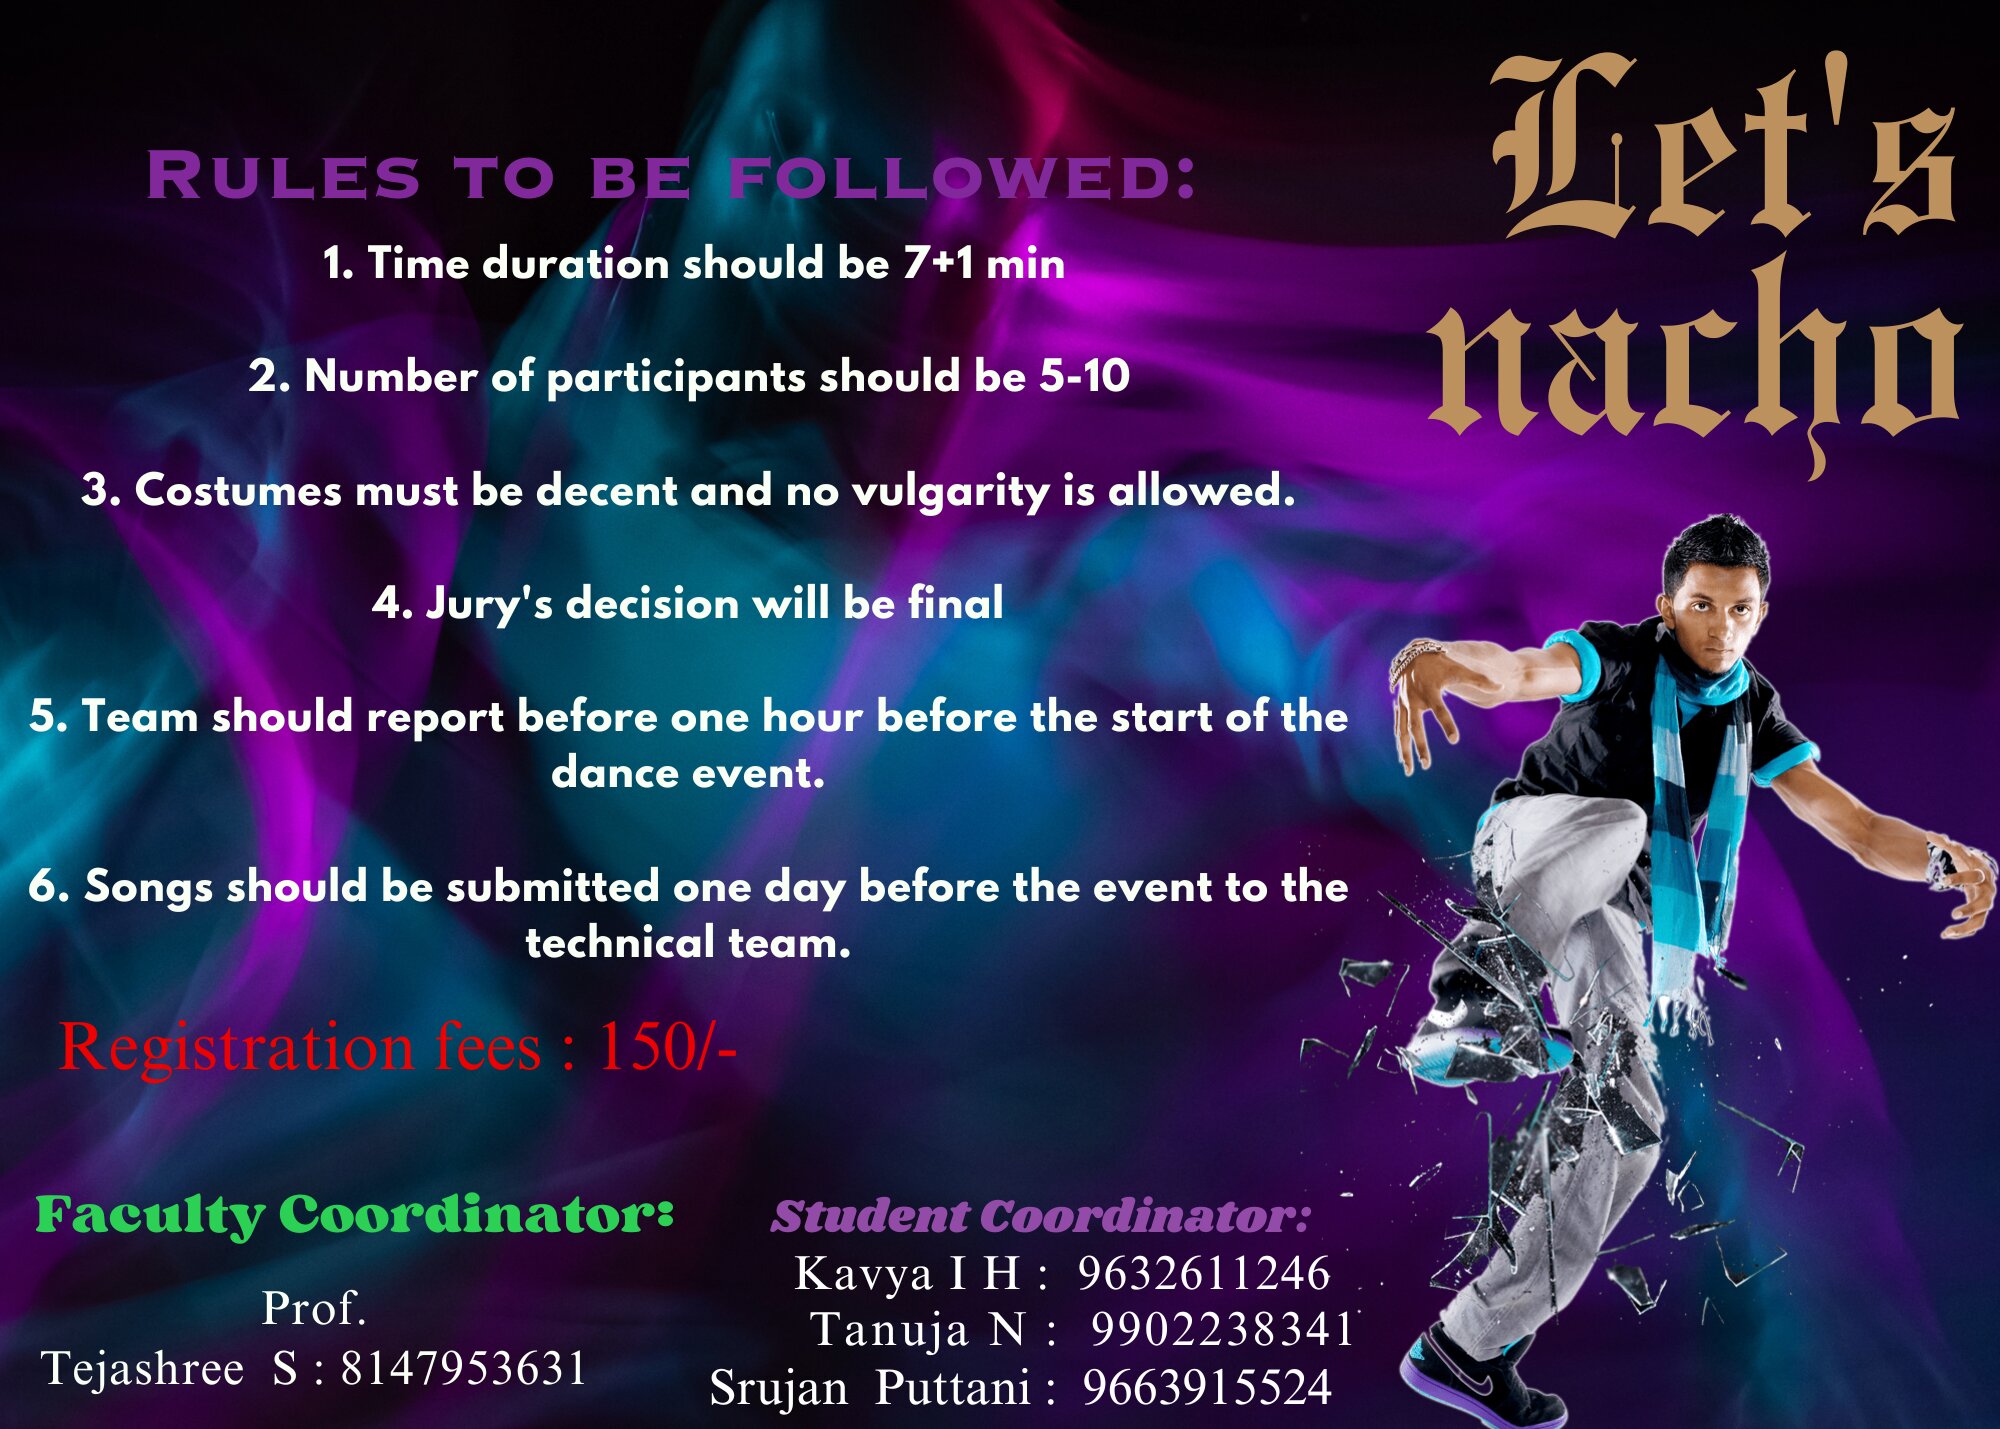 Let's
nacho
RULES TO BE FOLLOWED:
1. Time duration should be 7+1 min
2. Number of participants should be 5-10
3. Costumes must be decent and no vulgarity is allowed.
4. Jury's decision will be final
5. Team should report before one hour before the start of the
dance event.
6. Songs should be submitted one day before the event to the
technical team.
Registration fees : 150/-
Faculty Coordinator:
Prof.
Tejashree S : 8147953631
Student Coordinator:
Kavya I H : 9632611246
Tanuja N : 9902238341
Srujan Puttani : 9663915524